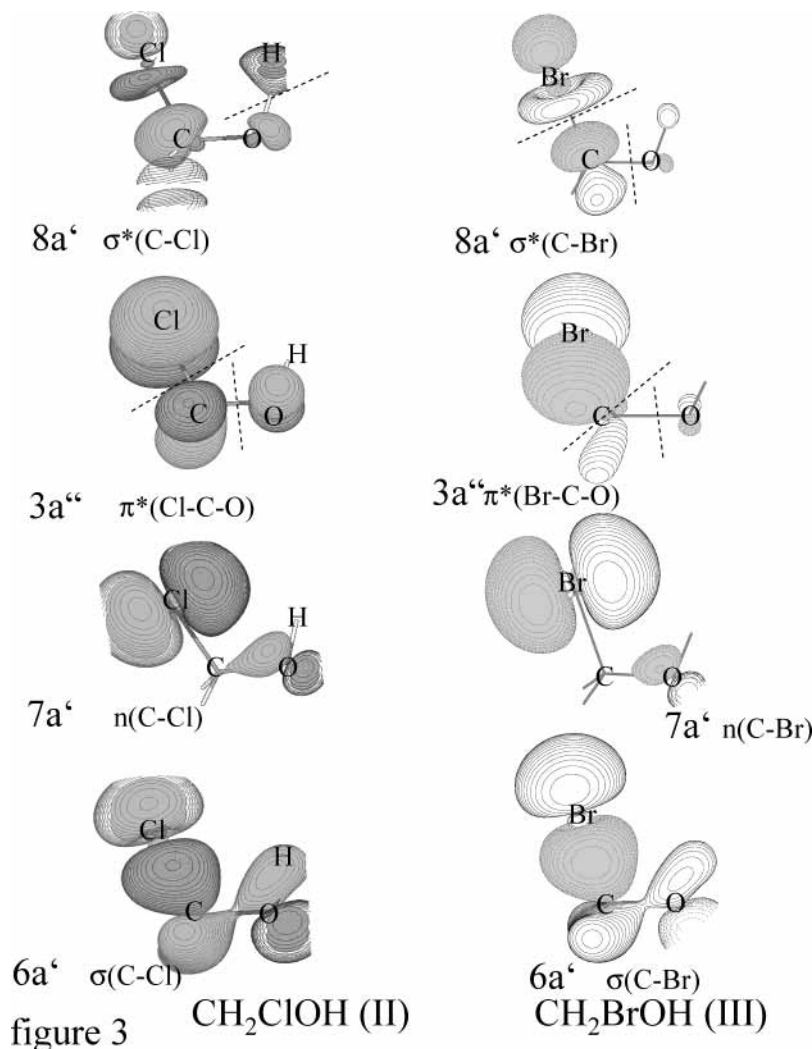 Cl H
C O
8a‘ σ*(C-Cl)
Br
C O
8a‘ σ*(C-Br)
Cl
H
C O
3a‘‘ π*(Cl-C-O)
Br
C O
3a‘‘π*(Br-C-O)
Cl
H
C O
7a‘ n(C-Cl)
Br
C O
7a‘ n(C-Br)
Cl
H
C O
6a‘ σ(C-Cl)
Br
C O
6a‘ σ(C-Br)
CH₂ClOH (II) CH₂BrOH (III)
figure 3